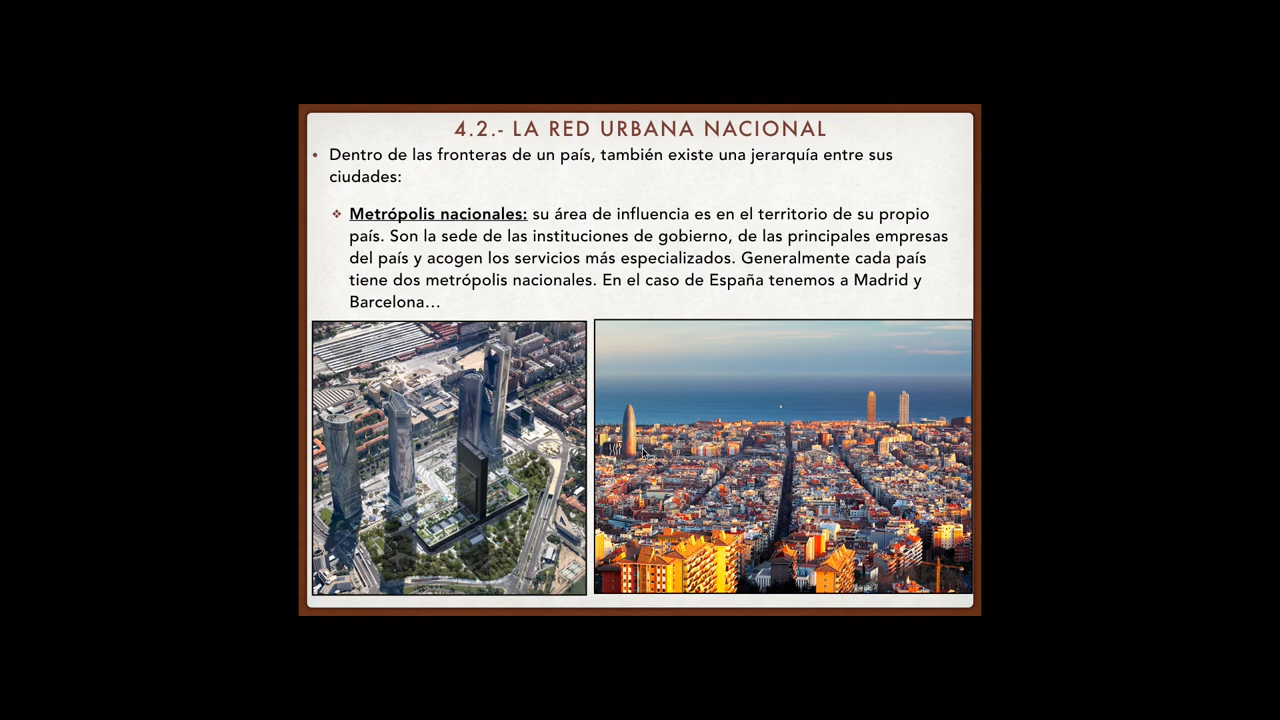 4.2.- LA RED URBANA NACIONAL
• Dentro de las fronteras de un país, también existe una jerarquía entre sus
ciudades:
❖ Metrópolis nacionales: su área de influencia es en el territorio de su propio
país. Son la sede de las instituciones de gobierno, de las principales empresas
del país y acogen los servicios más especializados. Generalmente cada país
tiene dos metrópolis nacionales. En el caso de España tenemos a Madrid y
Barcelona…